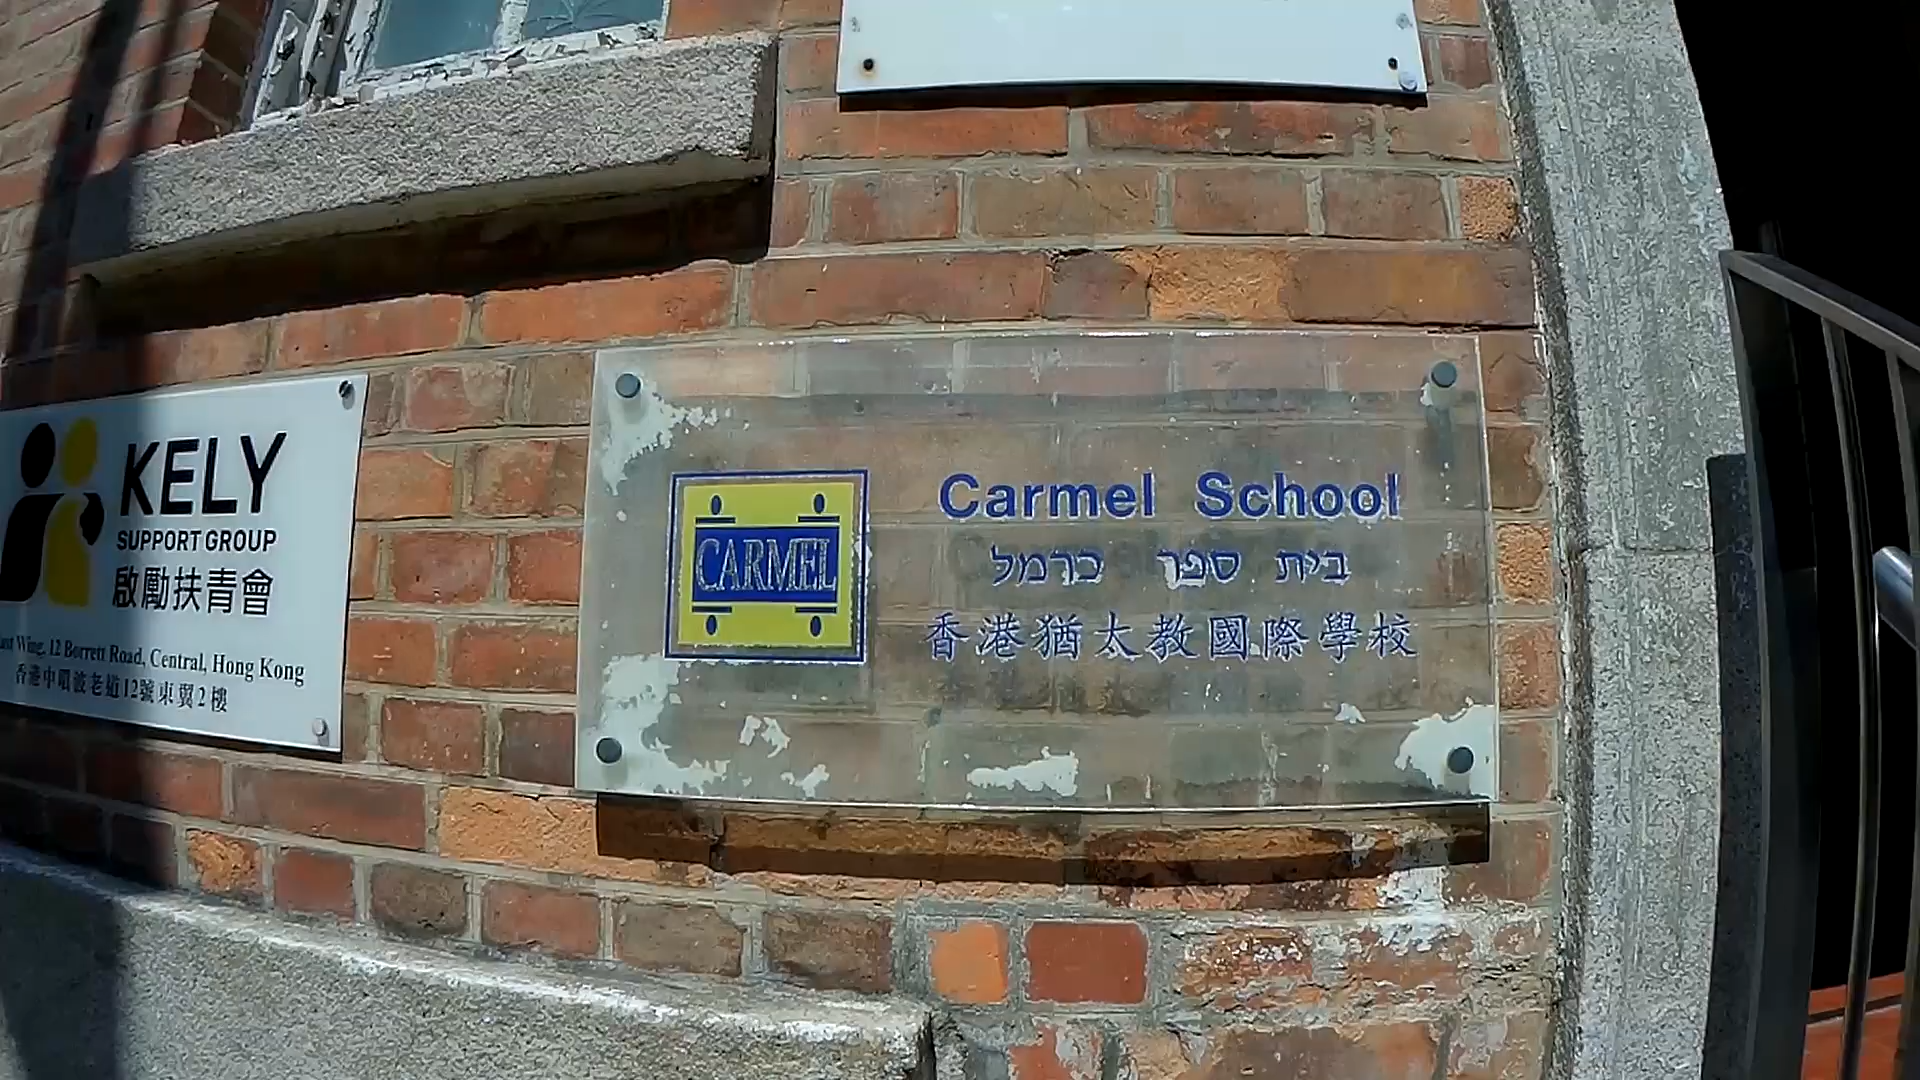 KELY
SUPPORT GROUP
啟勵扶青會
Wing, 12 Borrett Road, Central, Hong Kong
香港中環波老道12號東翼2樓
CARMEL
Carmel School
בית ספר כרמל
香港猶太教國際學校